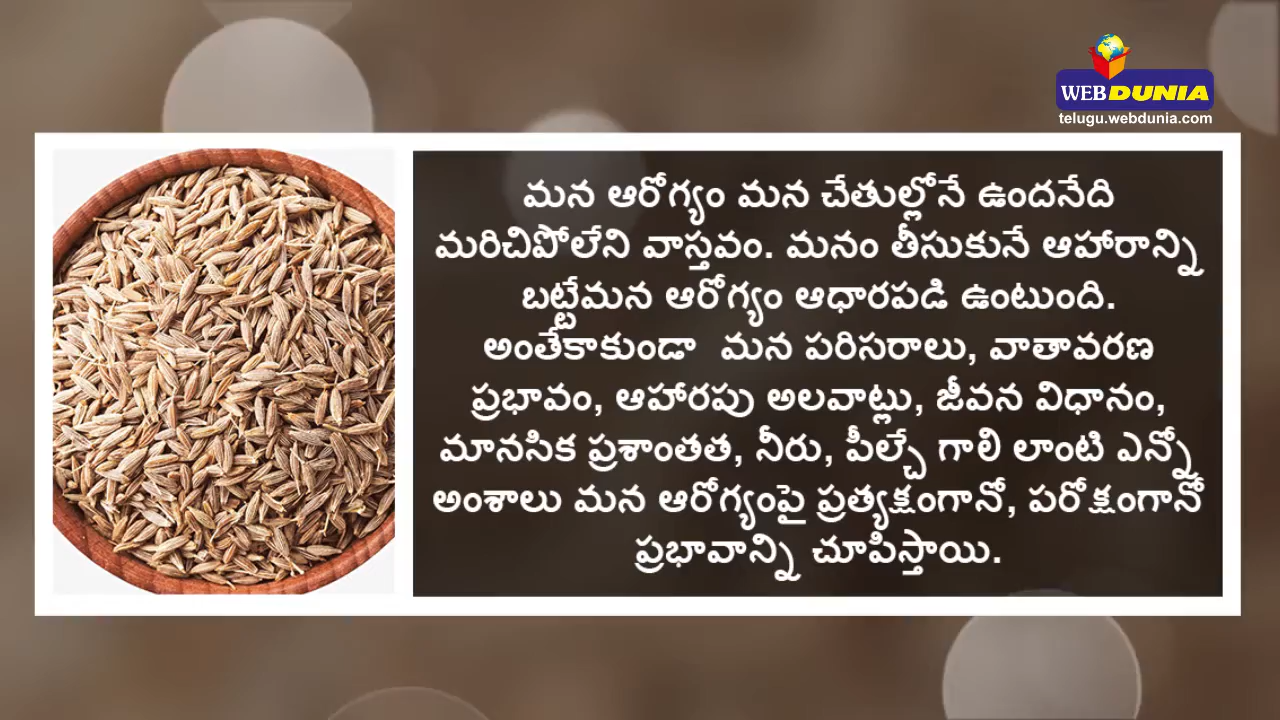 WEBDUNIA
telugu.webdunia.com
మన ఆరోగ్యం మన చేతుల్లోనే ఉందనేది
మరిచిపోలేని వాస్తవం. మనం తీసుకునే ఆహారాన్ని
బట్టేమన ఆరోగ్యం ఆధారపడి ఉంటుంది.
అంతేకాకుండా మన పరిసరాలు, వాతావరణ
ప్రభావం, ఆహారపు అలవాట్లు, జీవన విధానం,
మానసిక ప్రశాంతత, నీరు, పీల్చే గాలి లాంటి ఎన్నో
అంశాలు మన ఆరోగ్యంపై ప్రత్యక్షంగానో, పరోక్షంగానో
ప్రభావాన్ని చూపిస్తాయి.